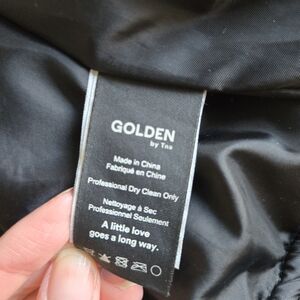 GOLDEN
by Tna
Made in China
Fabriqué en Chine
Professional Dry Clean Only
Nettoyage à Sec
Professionnel Seulement
A little love
goes a long way.